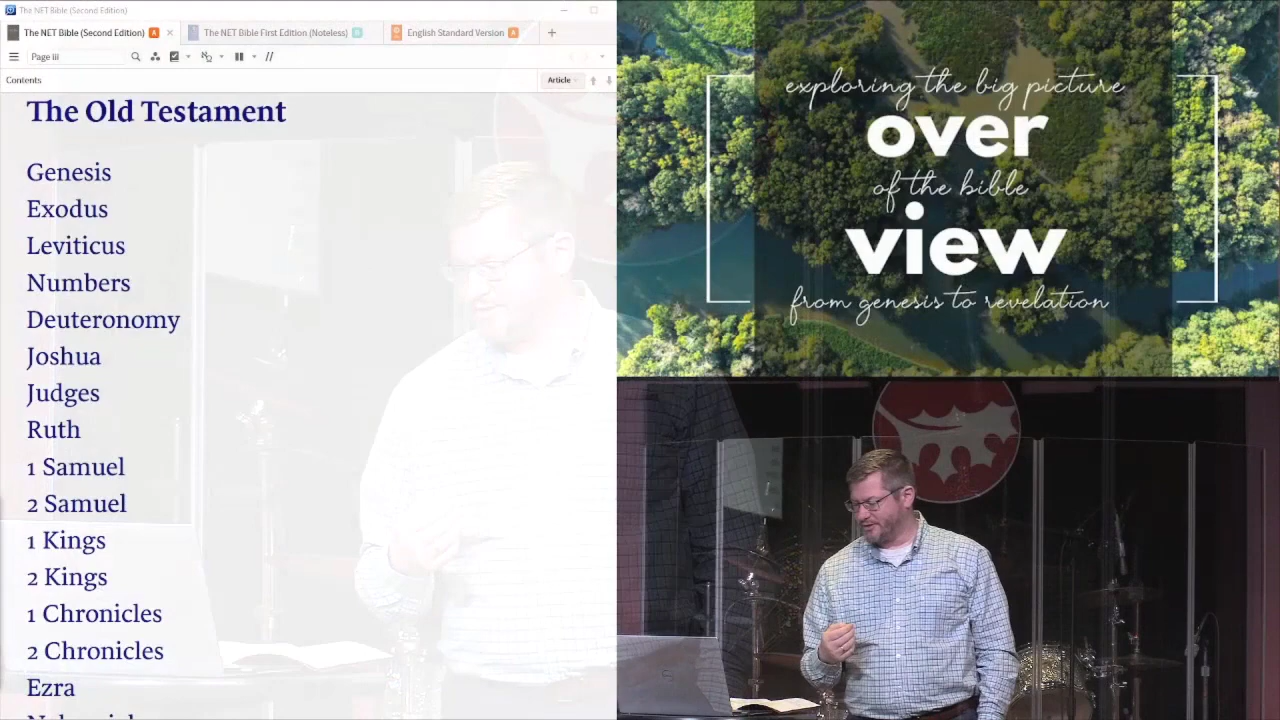 The NET Bible (Second Edition)
The NET Bible (Second Edition) A
The NET Bible First Edition (Noteless)
English Standard Version A
Page iii
Contents
Article
The Old Testament
Genesis
Exodus
Leviticus
Numbers
Deuteronomy
Joshua
Judges
Ruth
1 Samuel
2 Samuel
1 Kings
2 Kings
1 Chronicles
2 Chronicles
Ezra
exploring the big picture
over
of the bible
view
from genesis to revelation